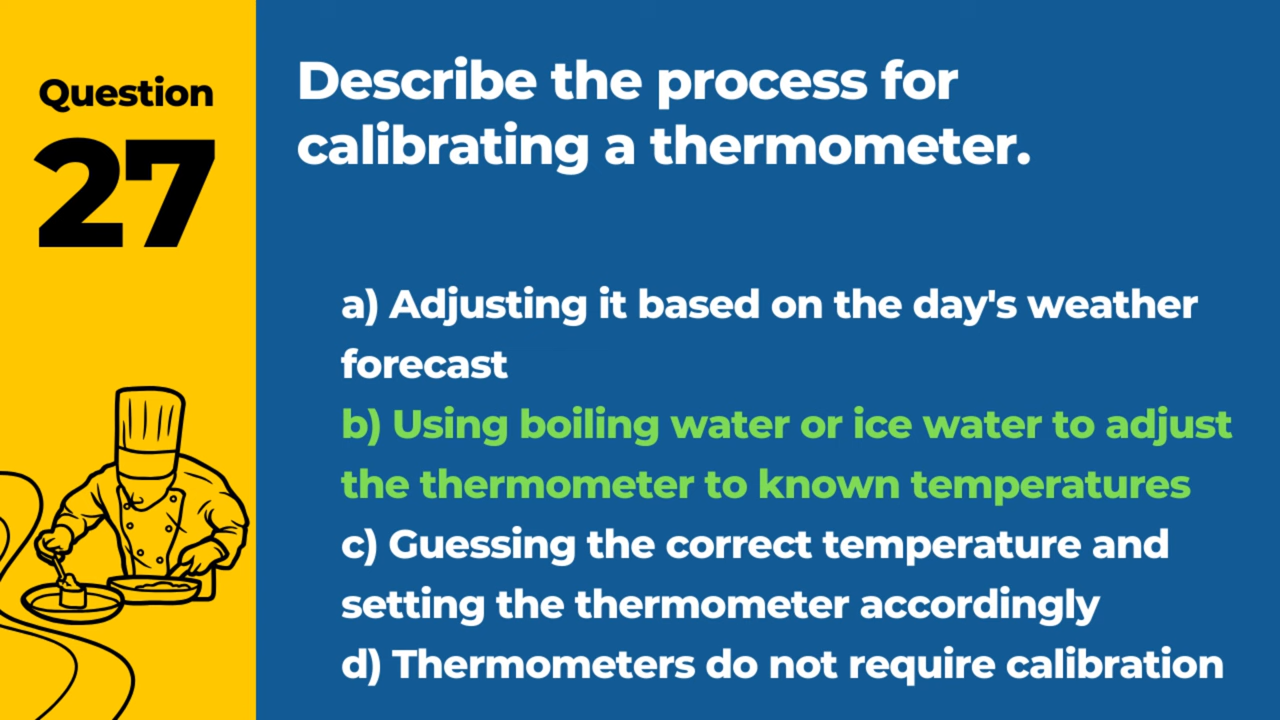 Question
27
Describe the process for
calibrating a thermometer.
a) Adjusting it based on the day's weather
forecast
b) Using boiling water or ice water to adjust
the thermometer to known temperatures
c) Guessing the correct temperature and
setting the thermometer accordingly
d) Thermometers do not require calibration